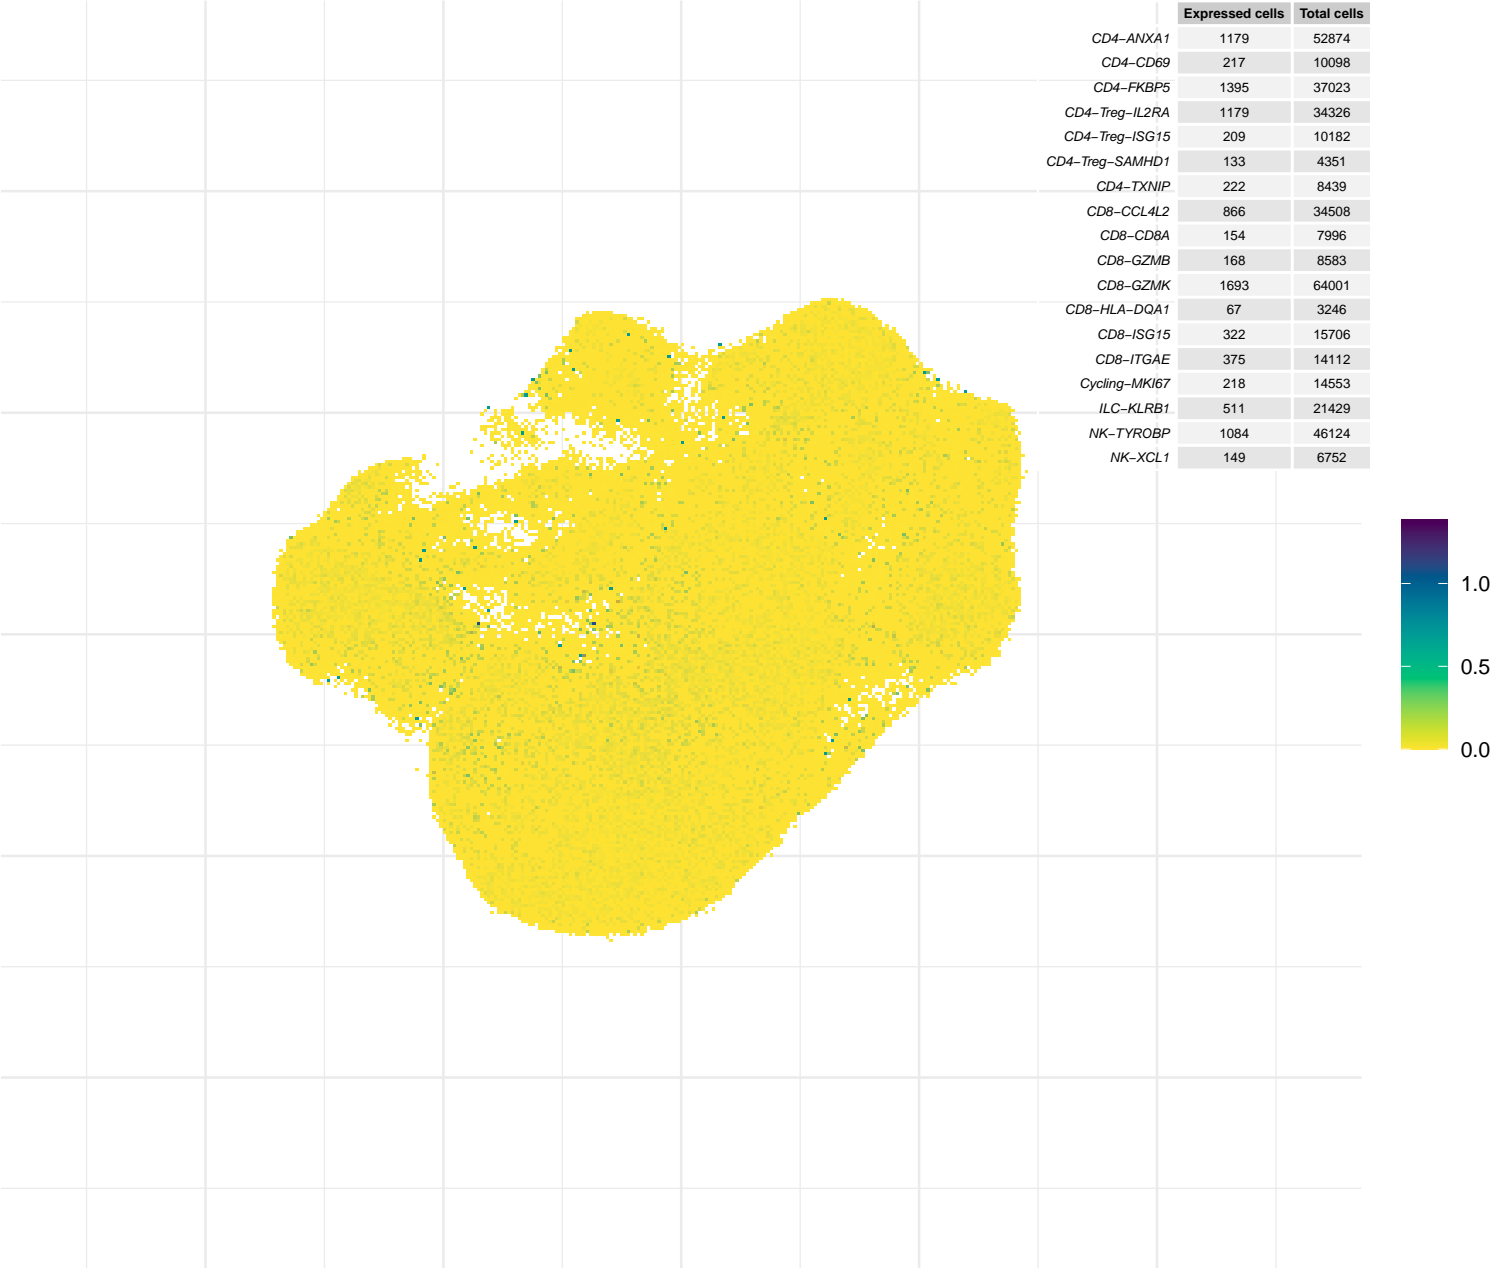 Expressed cells Total cells
CD4−ANXA1 1179 52874
CD4−CD69 217 10098
CD4−FKBP5 1395 37023
CD4−Treg−IL2RA 1179 34326
CD4−Treg−ISG15 209 10182
CD4−Treg−SAMHD1 133 4351
CD4−TXNIP 222 8439
CD8−CCL4L2 866 34508
CD8−CD8A 154 7996
CD8−GZMB 168 8583
CD8−GZMK 1693 64001
CD8−HLA−DQA1 67 3246
CD8−ISG15 322 15706
CD8−ITGAE 375 14112
Cycling−MKI67 218 14553
ILC−KLRB1 511 21429
NK−TYROBP 1084 46124
NK−XCL1 149 6752
1.0
0.5
0.0